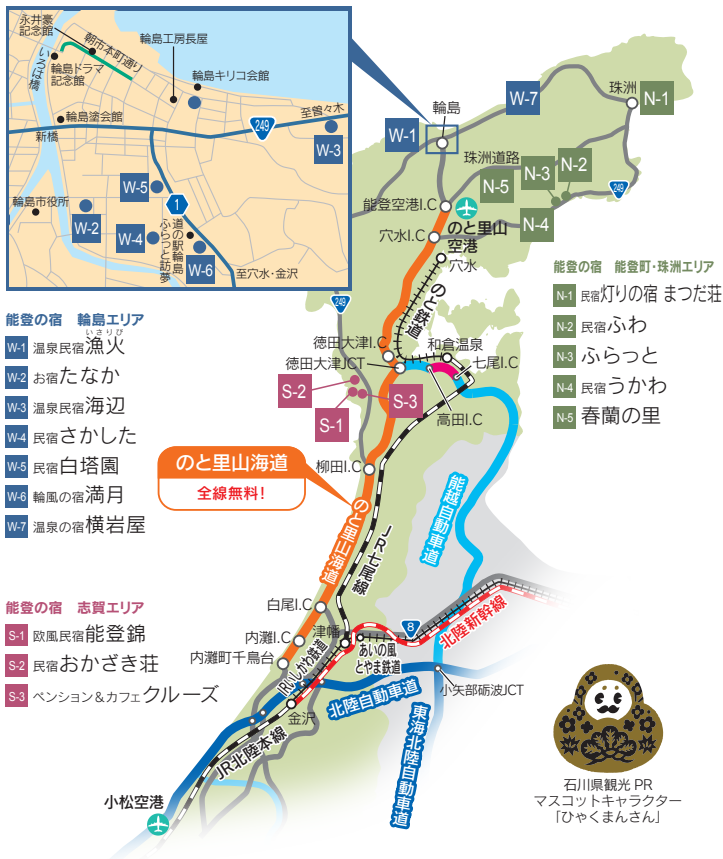 永井豪
記念館
朝市本町通り
輪島工房長屋
いろは橋
輪島ドラマ
記念館
輪島キリコ会館
輪島塗会館
新橋
249
至曽々木
W-3
W-5
輪島市役所
W-2
1
W-4
道の駅輪島
ふらっと訪夢
W-6
至穴水・金沢
W-1
輪島
W-7
珠洲
N-1
珠洲道路
N-5
N-3
N-2
249
能登空港I.C
N-4
のと里山
空港
穴水I.C
穴水
のと鉄道
249
徳田大津I.C
和倉温泉
徳田大津JCT
七尾I.C
S-2
S-1
S-3
高田I.C
柳田I.C
のと里山海道
全線無料!
のと里山海道
JR七尾線
能越自動車道
白尾I.C
内灘I.C
津幡
8
北陸新幹線
内灘町千鳥台
IRいしかわ鉄道
あいの風
とやま鉄道
小矢部砺波JCT
金沢
北陸自動車道
東海北陸自動車道
JR北陸本線
小松空港
能登の宿 輪島エリア
いさりび
W-1 温泉民宿漁火
W-2 お宿たなか
W-3 温泉民宿海辺
W-4 民宿さかした
W-5 民宿白塔園
W-6 輪風の宿満月
W-7 温泉の宿横岩屋
能登の宿 志賀エリア
S-1 欧風民宿能登錦
S-2 民宿おかざき荘
S-3 ペンション&カフェクルーズ
能登の宿 能登町・珠洲エリア
N-1 民宿灯りの宿 まつだ荘
N-2 民宿ふわ
N-3 ふらっと
N-4 民宿うかわ
N-5 春蘭の里
石川県観光PR
マスコットキャラクター
「ひゃくまんさん」